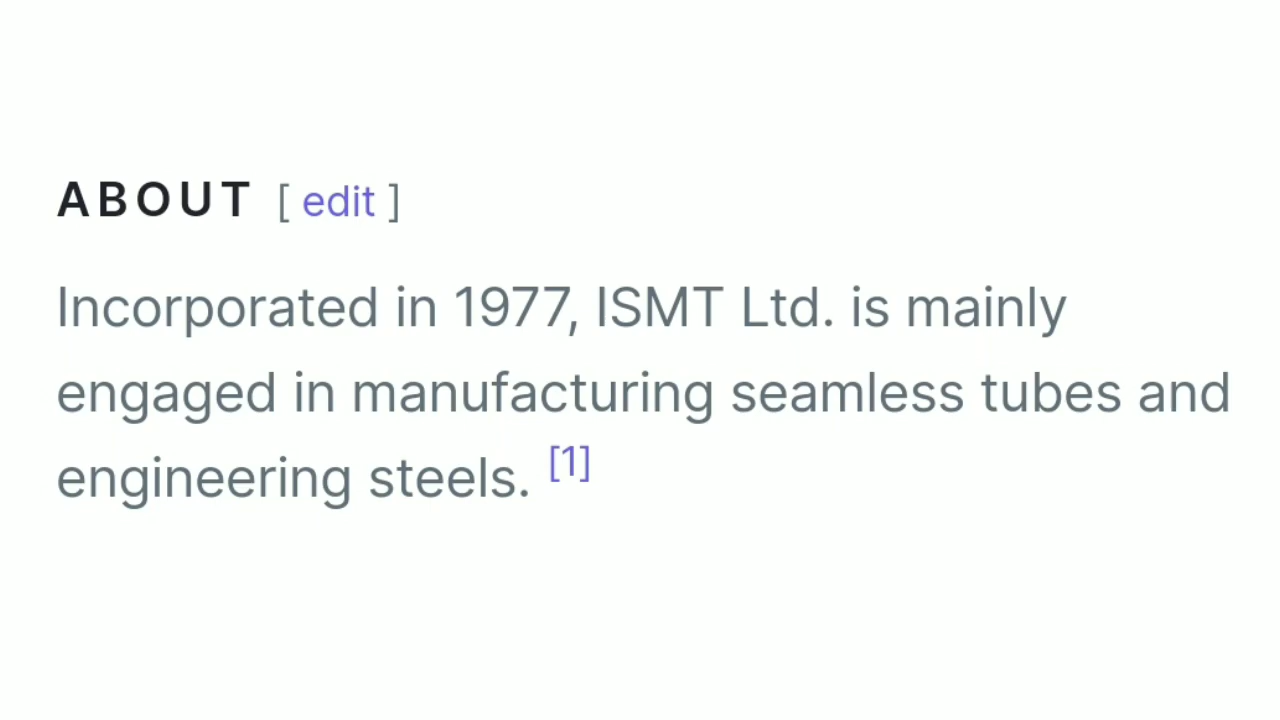 ABOUT [ edit ]
Incorporated in 1977, ISMT Ltd. is mainly
engaged in manufacturing seamless tubes and
engineering steels. [1]